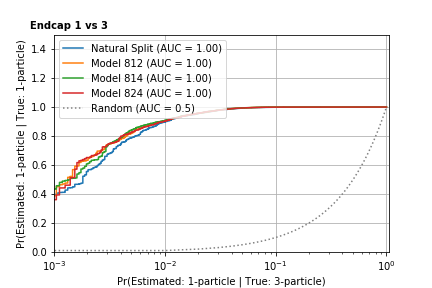 Endcap 1 vs 3
Pr(Estimated: 1-particle | True: 1-particle)
1.4
1.2
1.0
0.8
0.6
0.4
0.2
0.0
Natural Split (AUC = 1.00)
Model 812 (AUC = 1.00)
Model 814 (AUC = 1.00)
Model 824 (AUC = 1.00)
Random (AUC = 0.5)
10⁻³ 10⁻² 10⁻¹ 10⁰
Pr(Estimated: 1-particle | True: 3-particle)